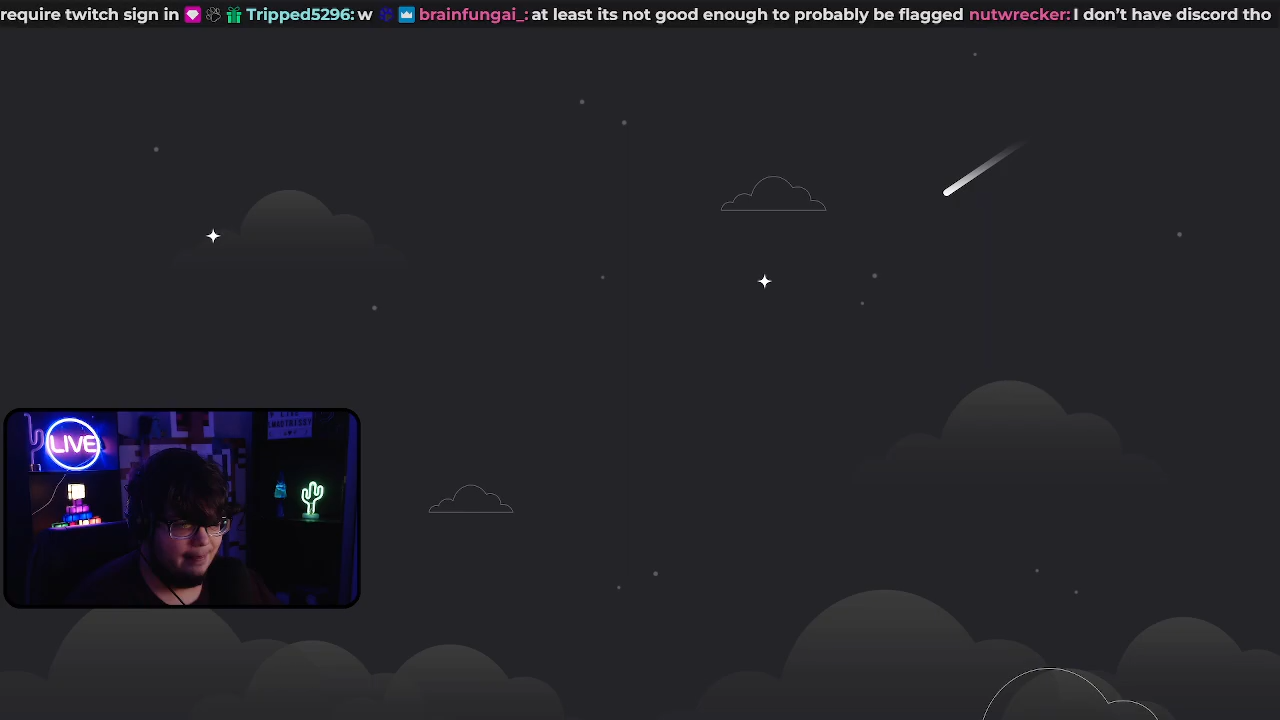 require twitch sign in Tripped5296: w brainfungai_: at least its not good enough to probably be flagged nutwrecker: I don't have discord tho
LIVE